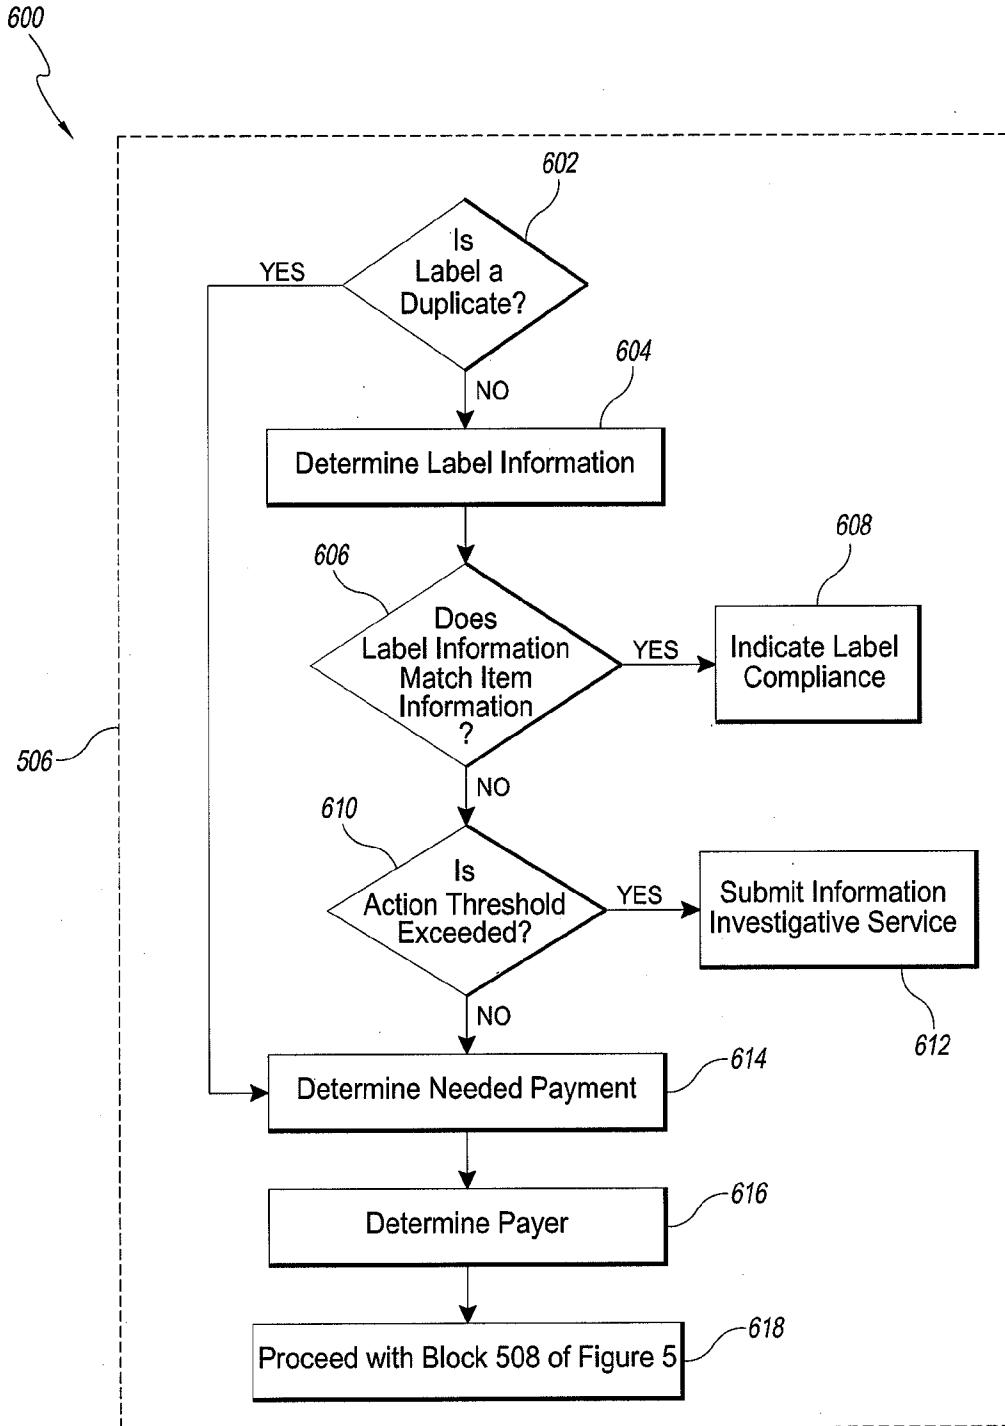 600
602
Is
Label a
Duplicate?
YES
NO
604
Determine Label Information
606
Does
Label Information
Match Item
Information
?
YES
608
Indicate Label
Compliance
506
NO
610
Is
Action Threshold
Exceeded?
YES
Submit Information
Investigative Service
612
NO
Determine Needed Payment
614
Determine Payer
616
Proceed with Block 508 of Figure 5
618